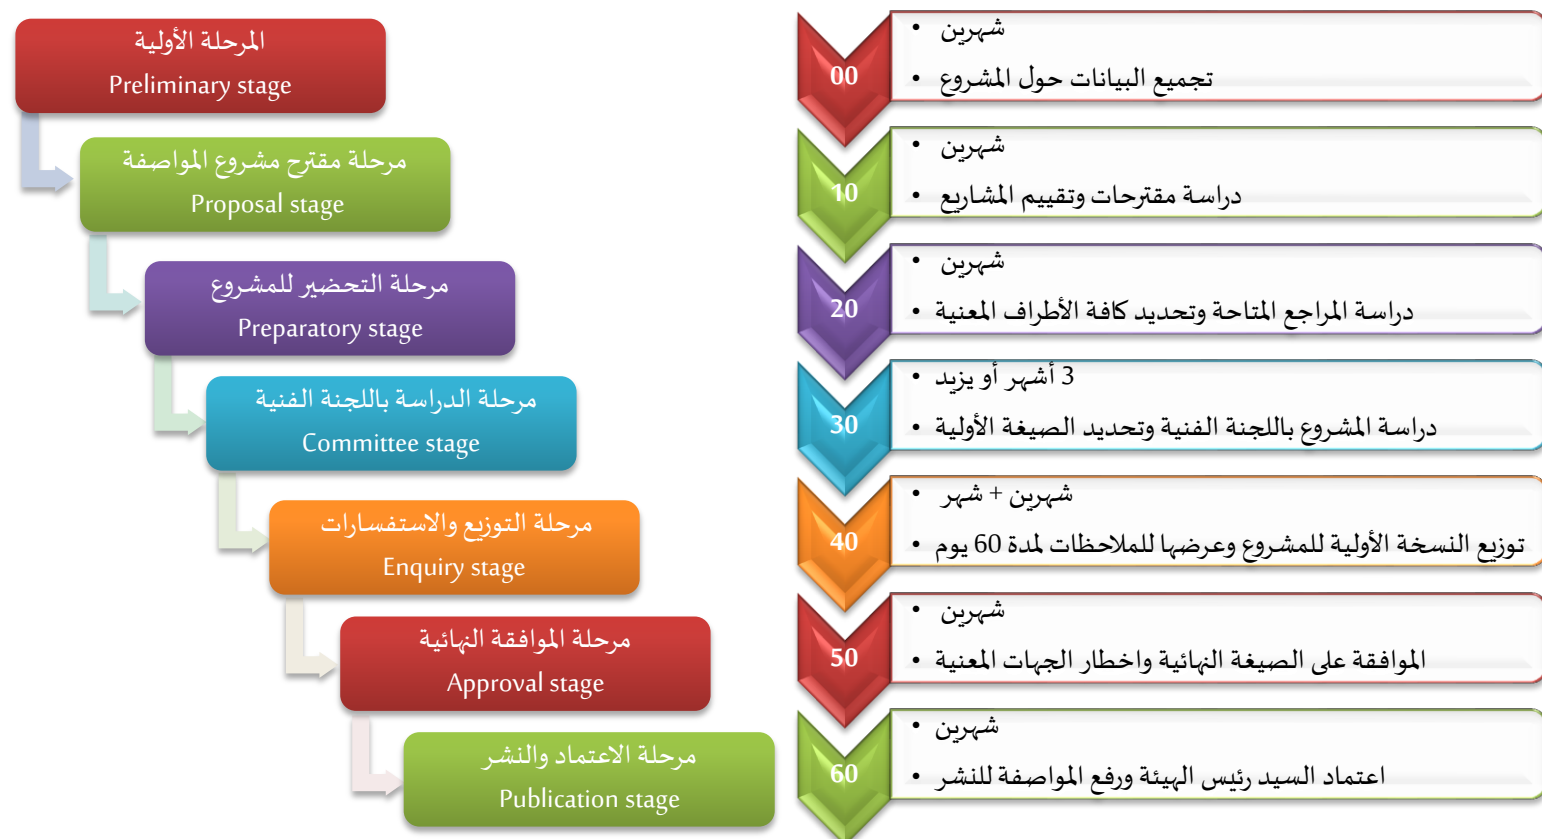 المرحلة الأولية
Preliminary stage
مرحلة مقترح مشروع المواصفة
Proposal stage
مرحلة التحضير للمشروع
Preparatory stage
مرحلة الدراسة باللجنة الفنية
Committee stage
مرحلة التوزيع والاستفسارات
Enquiry stage
مرحلة الموافقة النهائية
Approval stage
مرحلة الاعتماد والنشر
Publication stage
00
• شهرين
• تجميع البيانات حول المشروع
10
• شهرين
• دراسة مقترحات وتقييم المشاريع
20
• شهرين
• دراسة المراجع المتاحة وتحديد كافة الأطراف المعنية
30
• 3 أشهر أو يزيد
• دراسة المشروع باللجنة الفنية وتحديد الصيغة الأولية
40
• شهرين + شهر
• توزيع النسخة الأولية للمشروع وعرضها للملاحظات لمدة 60 يوم
50
• شهرين
• الموافقة على الصيغة النهائية واخطار الجهات المعنية
60
• شهرين
• اعتماد السيد رئيس الهيئة ورفع المواصفة للنشر